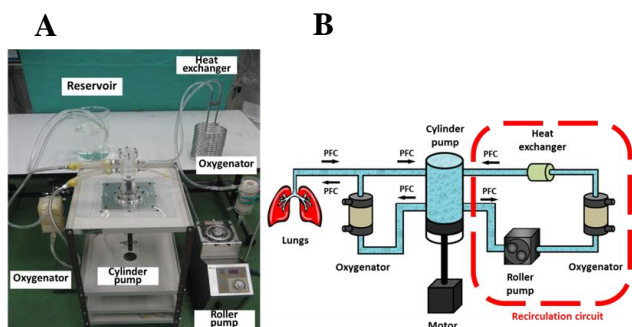 A
B
Heat
exchanger
Reservoir
Oxygenator
Oxygenator
Cylinder
pump
Roller
pump
PFC
PFC
Cylinder
pump
PFC
PFC
PFC
PFC
Heat
exchanger
Lungs
Oxygenator
Motor
Roller
pump
Oxygenator
Recirculation circuit